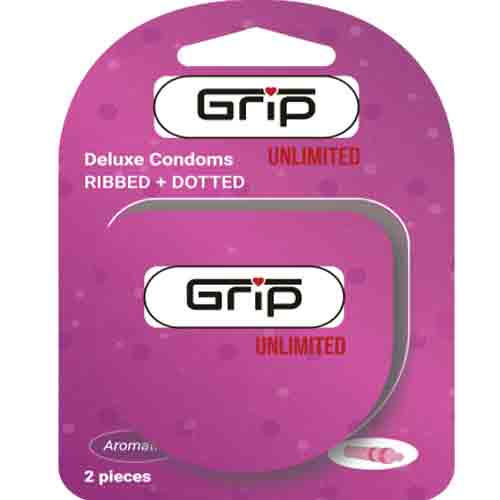 Grip
UNLIMITED
Deluxe Condoms
RIBBED + DOTTED
Grip
UNLIMITED
2 pieces